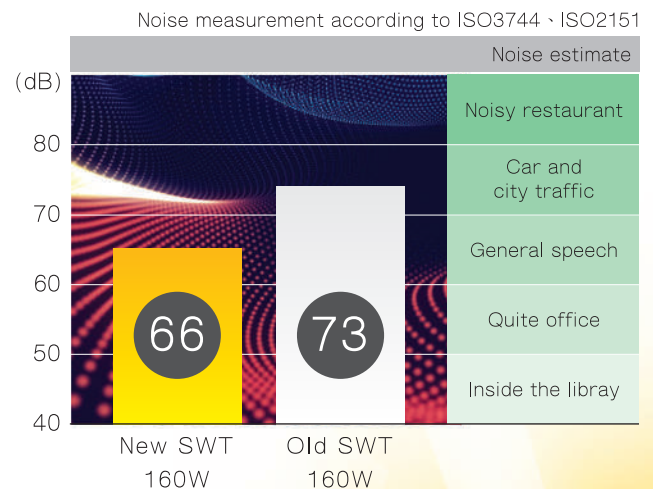 Noise measurement according to ISO3744、ISO2151
Noise estimate
(dB)
Noisy restaurant
80
Car and
city traffic
70
General speech
60
Quite office
50
Inside the libray
40
66
73
New SWT
160W
Old SWT
160W